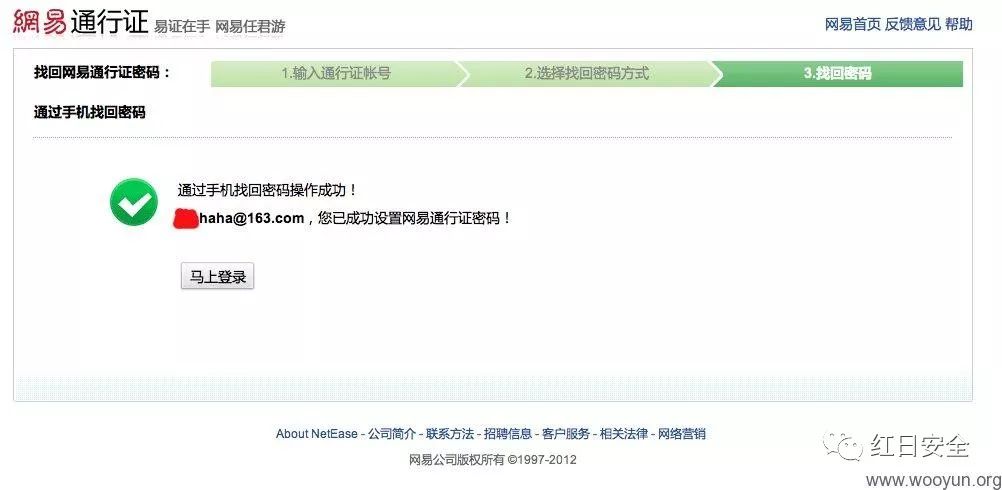 網易通行证 易证在手 网易任君游
网易首页 反馈意见 帮助
找回网易通行证密码：
1.输入通行证帐号
2.选择找回密码方式
3.找回密码
通过手机找回密码
通过手机找回密码操作成功！
haha@163.com，您已成功设置网易通行证密码！
马上登录
About NetEase - 公司简介 - 联系方法 - 招聘信息 - 客户服务 - 相关法律 - 网络营销
网易公司版权所有 ©1997-2012
红日安全
www.wooyun.org